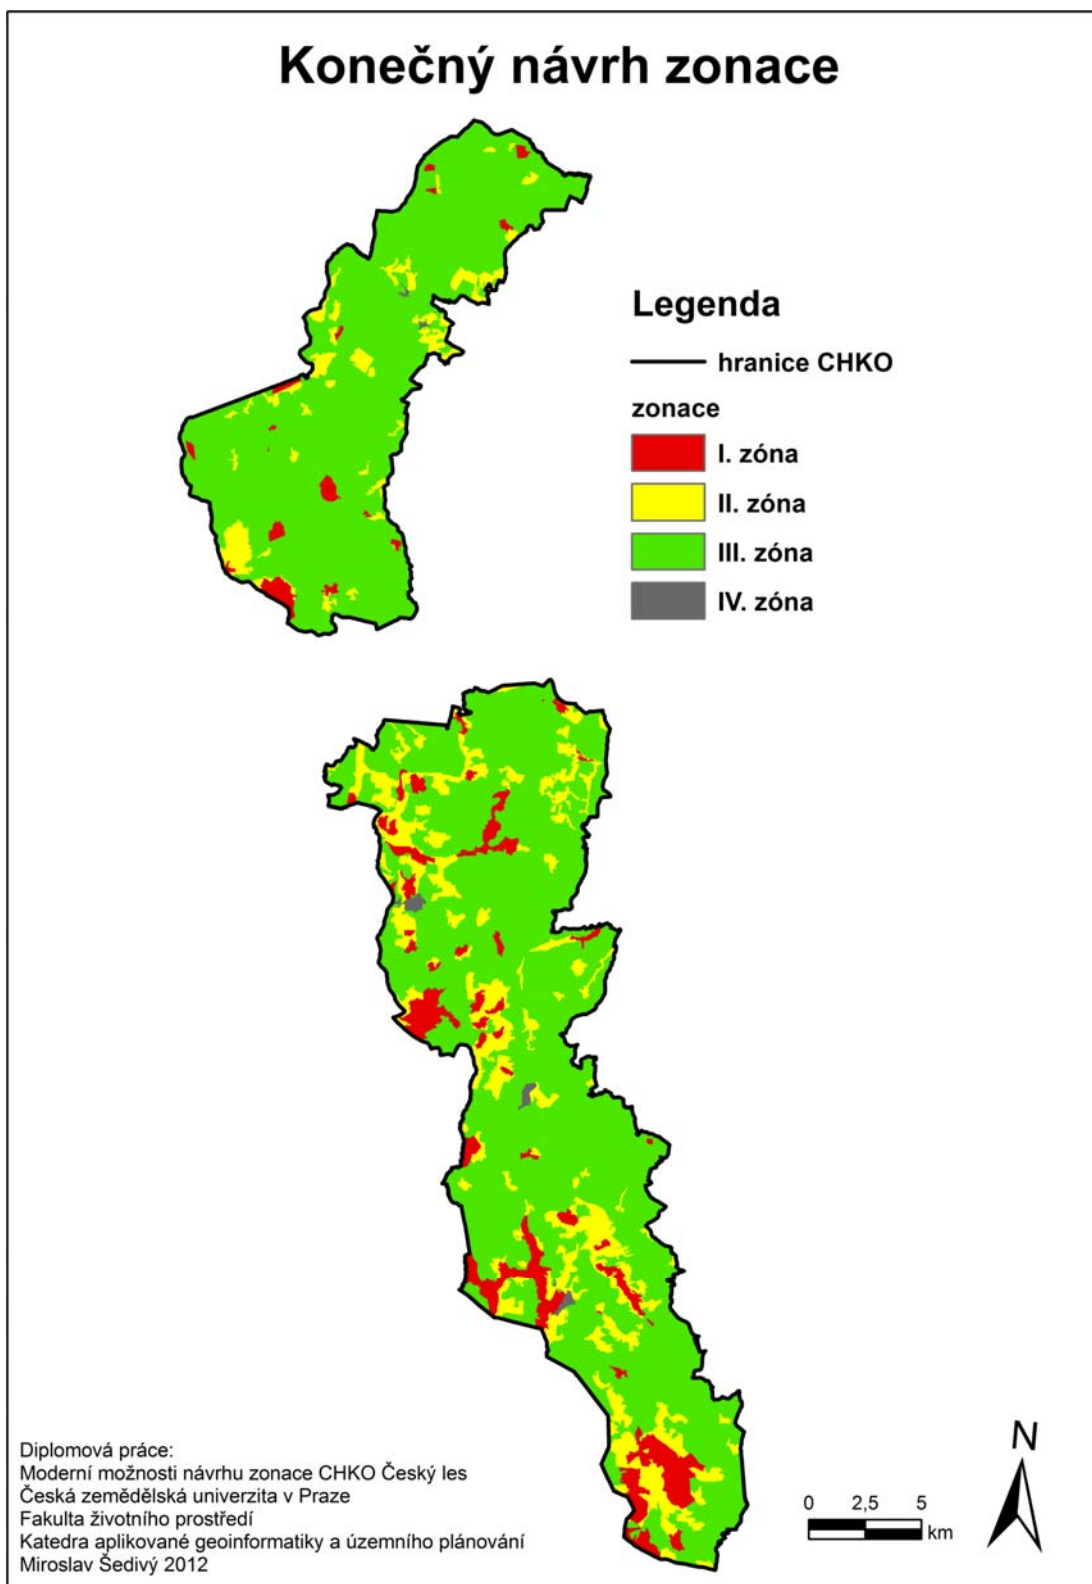 Konečný návrh zonace
Legenda
hranice CHKO
zonace
I. zóna
II. zóna
III. zóna
IV. zóna
Diplomová práce:
Moderní možnosti návrhu zonace CHKO Český les
Česká zemědělská univerzita v Praze
Fakulta životního prostředí
Katedra aplikované geoinformatiky a územního plánování
Miroslav Šedivý 2012
0 2,5 5
km
N